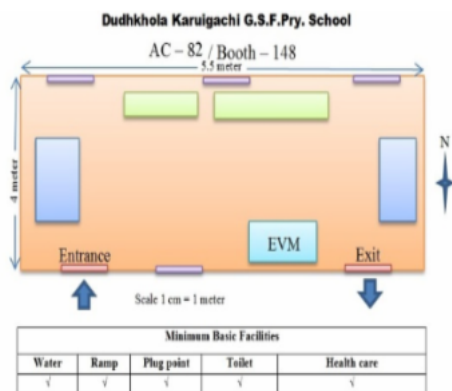 Dudhkhola Karuigachi G.S.F.Pry. School
AC – 82 / Booth – 148
5.5 meter
4 meter
N
EVM
Entrance
Exit
Scale 1 cm = 1 meter
Minimum Basic Facilities
Water Ramp Plug point Toilet Health care
√ √ √ √ √